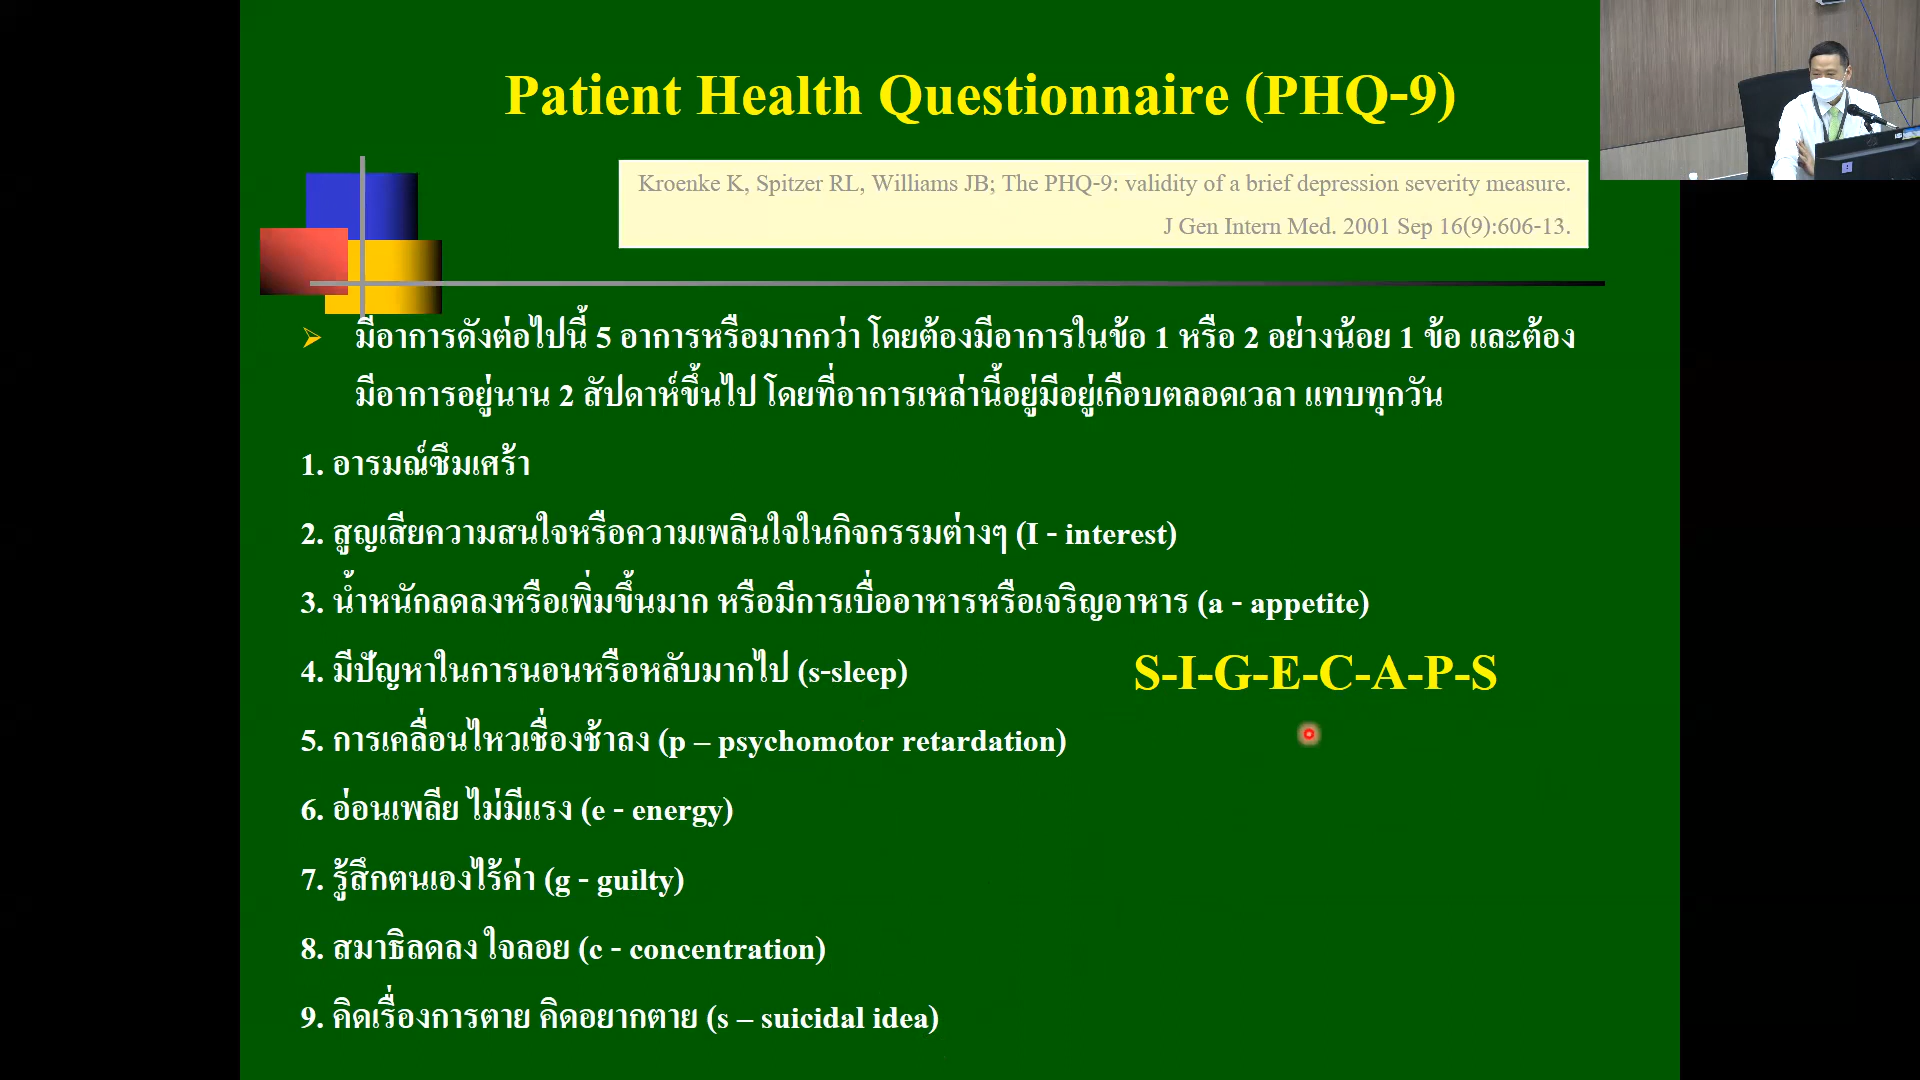 Patient Health Questionnaire (PHQ-9)
Kroenke K, Spitzer RL, Williams JB; The PHQ-9: validity of a brief depression severity measure.
J Gen Intern Med. 2001 Sep 16(9):606-13.
มีอาการดังต่อไปนี้ 5 อาการหรือมากกว่า โดยต้องมีอาการในข้อ 1 หรือ 2 อย่างน้อย 1 ข้อ และต้อง
มีอาการอยู่นาน 2 สัปดาห์ขึ้นไป โดยที่อาการเหล่านี้อยู่มีอยู่เกือบตลอดเวลา แทบทุกวัน
1. อารมณ์ซึมเศร้า
2. สูญเสียความสนใจหรือความเพลินใจในกิจกรรมต่างๆ (I - interest)
3. น้ำหนักลดลงหรือเพิ่มขึ้นมาก หรือมีการเบื่ออาหารหรือเจริญอาหาร (a - appetite)
4. มีปัญหาในการนอนหรือหลับมากไป (s-sleep)
S-I-G-E-C-A-P-S
5. การเคลื่อนไหวเชื่องช้าลง (p – psychomotor retardation)
6. อ่อนเพลีย ไม่มีแรง (e - energy)
7. รู้สึกตนเองไร้ค่า (g - guilty)
8. สมาธิลดลง ใจลอย (c - concentration)
9. คิดเรื่องการตาย คิดอยากตาย (s – suicidal idea)